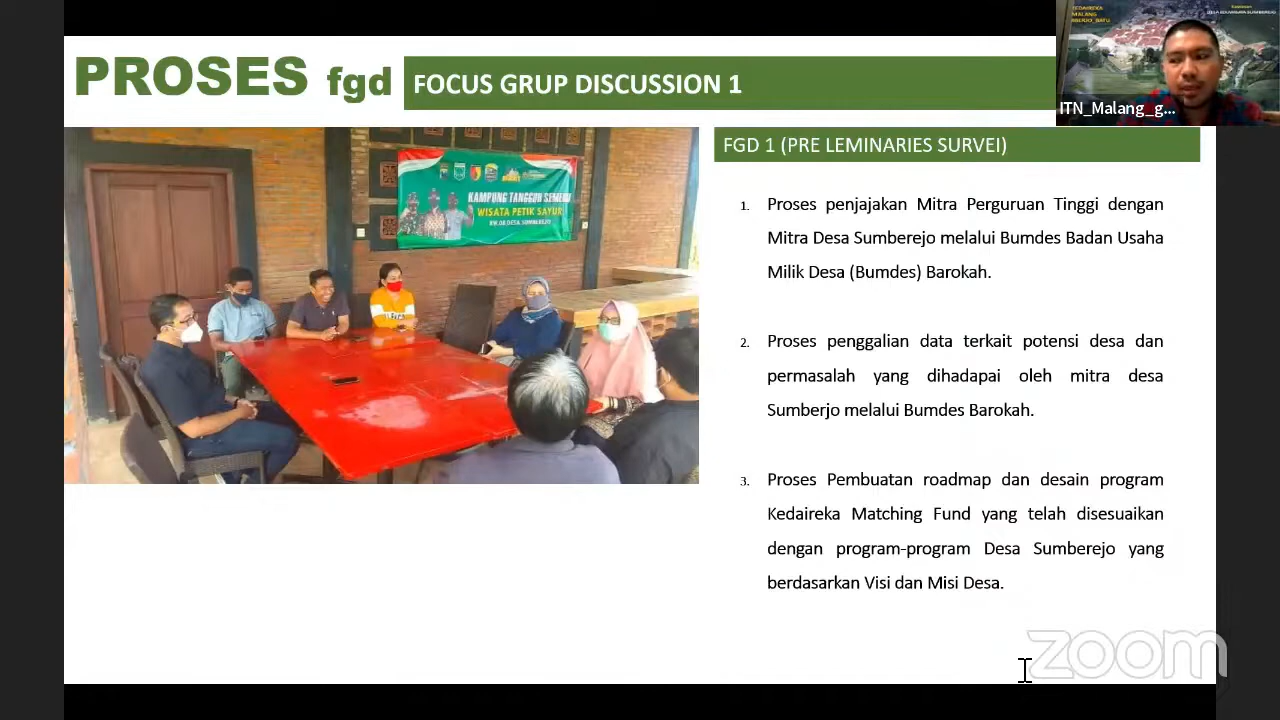 PROSES fgd
FOCUS GRUP DISCUSSION 1
ITN_Malang_g...
KAMPUNG TANGGUH SEMERU
WISATA PETIK SAYUR
RW.08 DESA SUMBEREJO
FGD 1 (PRE LEMINARIES SURVEI)
1. Proses penjajakan Mitra Perguruan Tinggi dengan
Mitra Desa Sumberejo melalui Bumdes Badan Usaha
Milik Desa (Bumdes) Barokah.
2. Proses penggalian data terkait potensi desa dan
permasalah yang dihadapai oleh mitra desa
Sumberjo melalui Bumdes Barokah.
3. Proses Pembuatan roadmap dan desain program
Kedaireka Matching Fund yang telah disesuaikan
dengan program-program Desa Sumberejo yang
berdasarkan Visi dan Misi Desa.
zoom